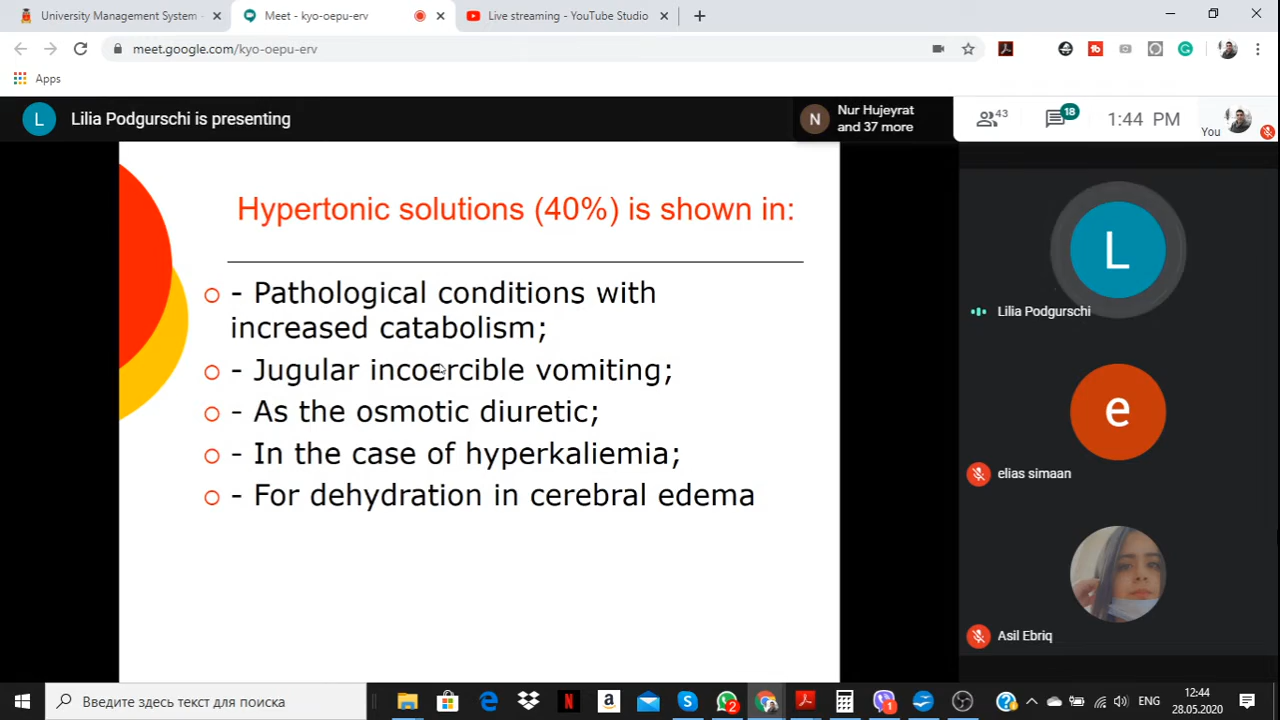 University Management System -
Meet - kyo-oepu-erv
Live streaming - YouTube Studio
meet.google.com/kyo-oepu-erv
Apps
L
Lilia Podgurschi is presenting
N
Nur Hujeyrat
and 37 more
43
18
1:44 PM
You
Hypertonic solutions (40%) is shown in:
- Pathological conditions with
increased catabolism;
- Jugular incoercible vomiting;
- As the osmotic diuretic;
- In the case of hyperkaliemia;
- For dehydration in cerebral edema
L
Lilia Podgurschi
e
elias simaan
Asil Ebriq
Введите здесь текст для поиска
2
1
ENG
12:44
28.05.2020